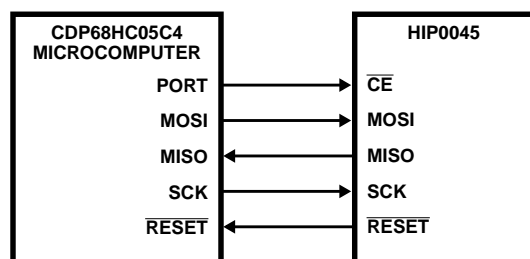 CDP68HC05C4
MICROCOMPUTER
PORT
MOSI
MISO
SCK
RESET
HIP0045
CE
MOSI
MISO
SCK
RESET